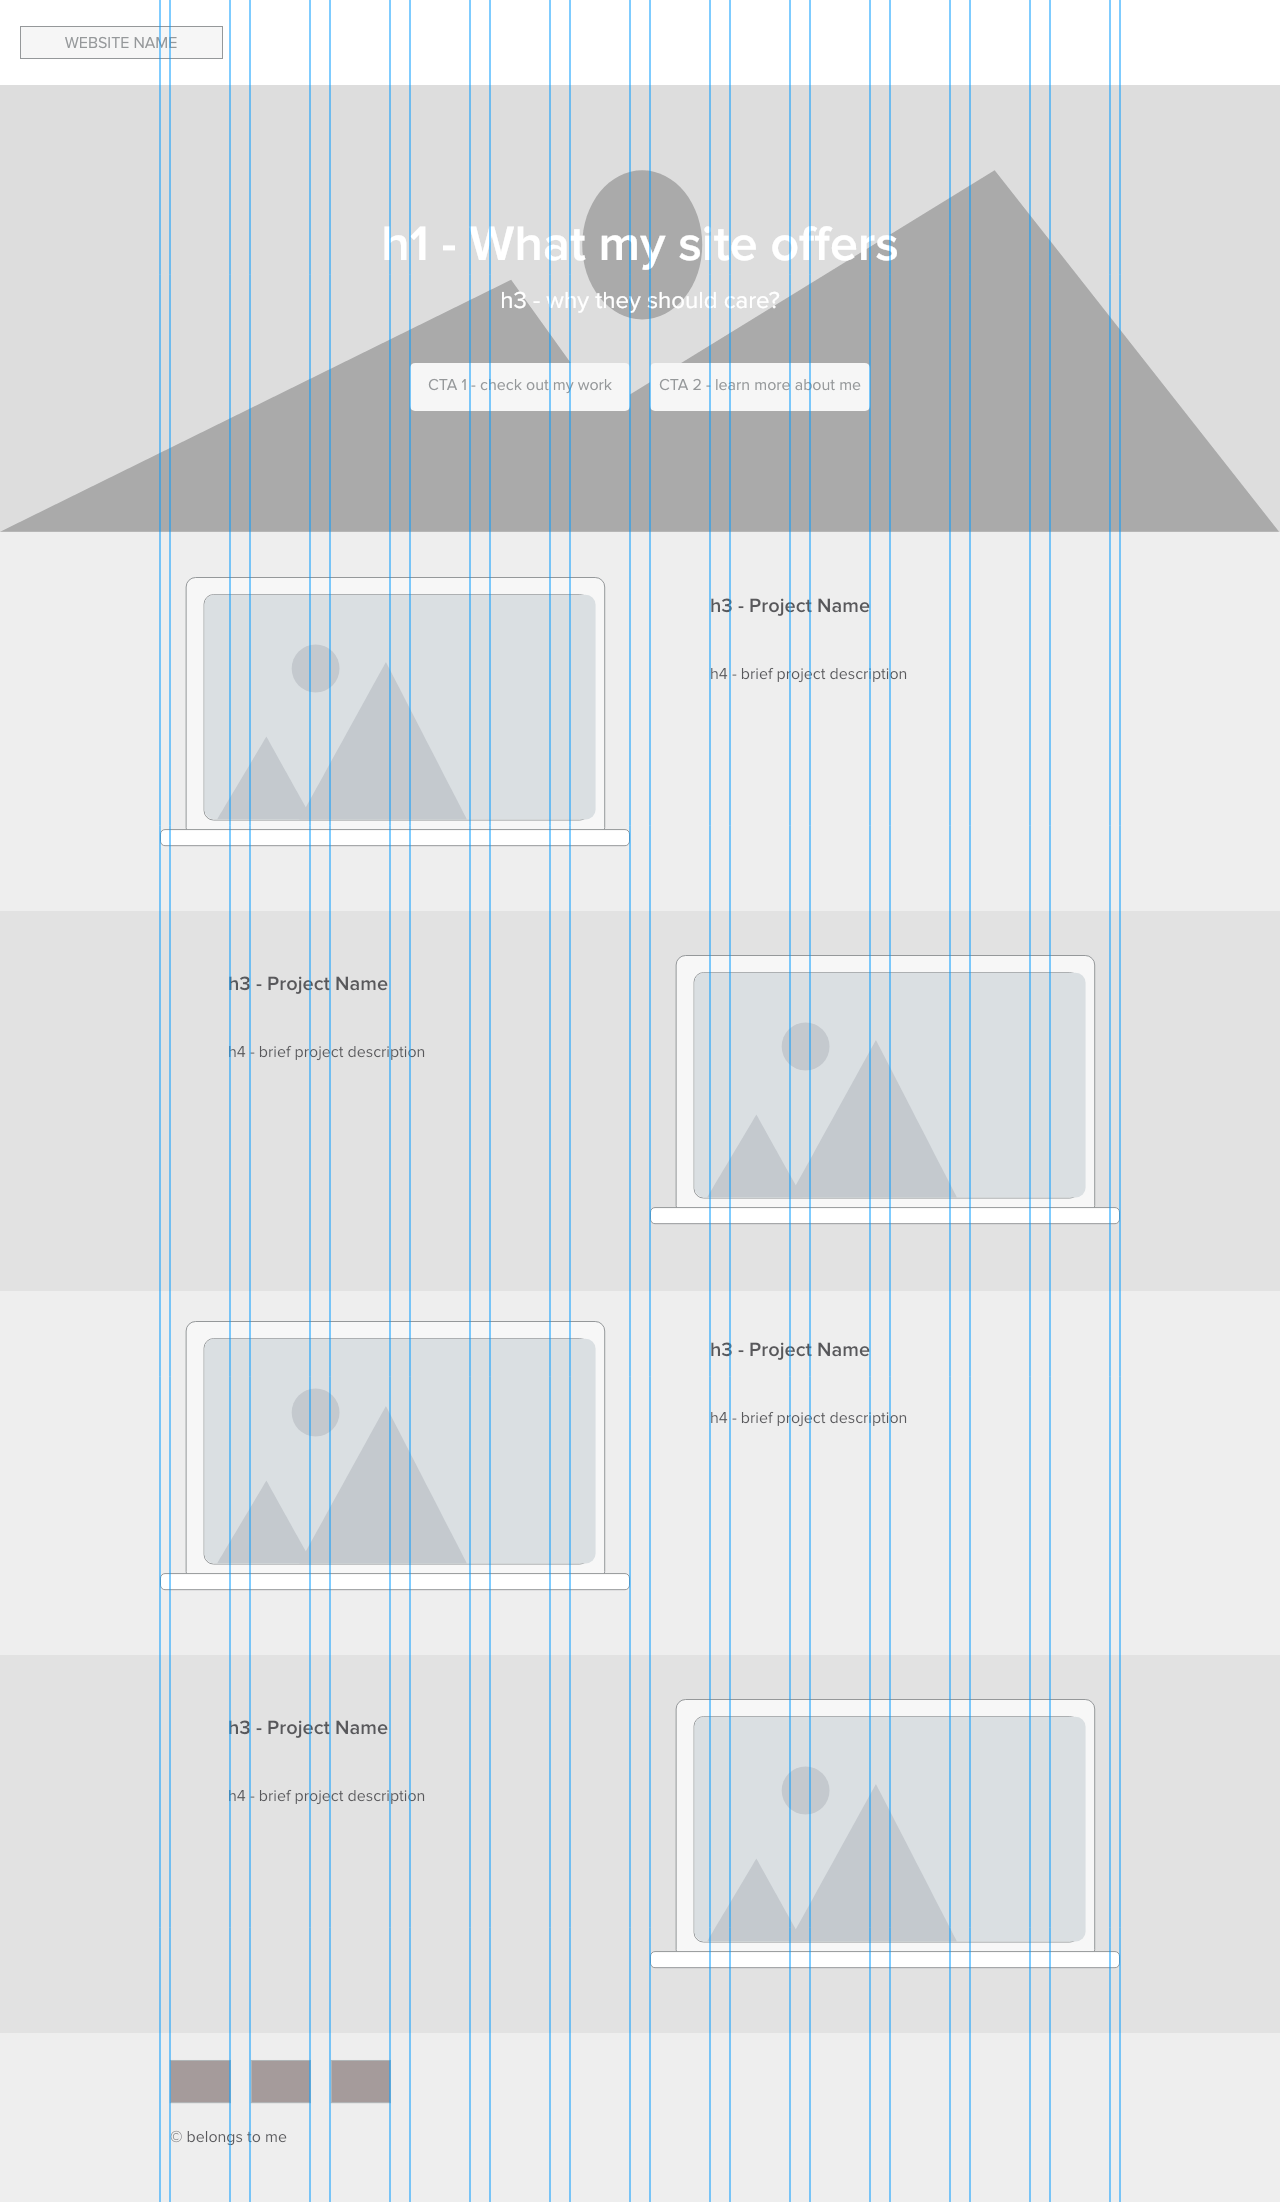 WEBSITE NAME
h1 - What my site offers
h3 - why they should care?
CTA 1 - check out my work
CTA 2 - learn more about me
h3 - Project Name
h4 - brief project description
h3 - Project Name
h4 - brief project description
h3 - Project Name
h4 - brief project description
h3 - Project Name
h4 - brief project description
© belongs to me